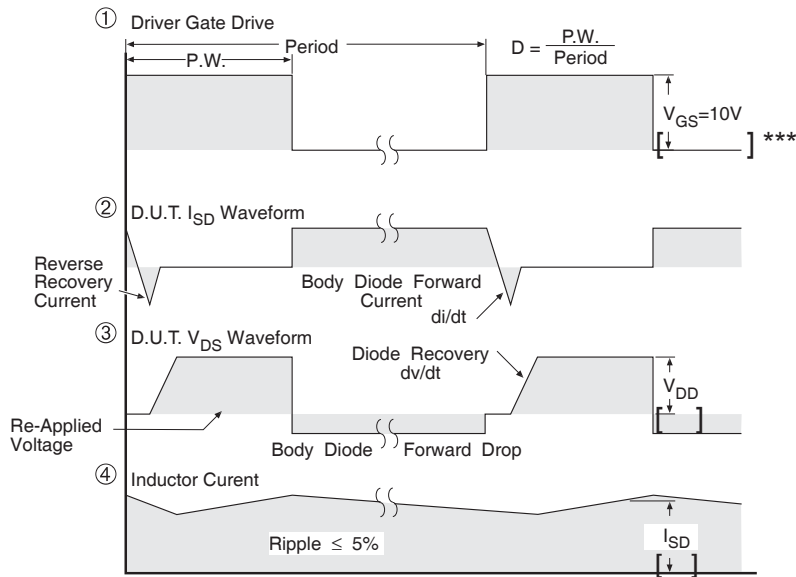 ① Driver Gate Drive
P.W.
Period
D = P.W.
Period
VGS=10V
[ ] ***
② D.U.T. ISD Waveform
Reverse
Recovery
Current
Body Diode Forward
Current
di/dt
③ D.U.T. VDS Waveform
Diode Recovery
dv/dt
VDD
[ ]
Re-Applied
Voltage
Body Diode Forward Drop
④ Inductor Curent
Ripple ≤ 5%
ISD
[ ]